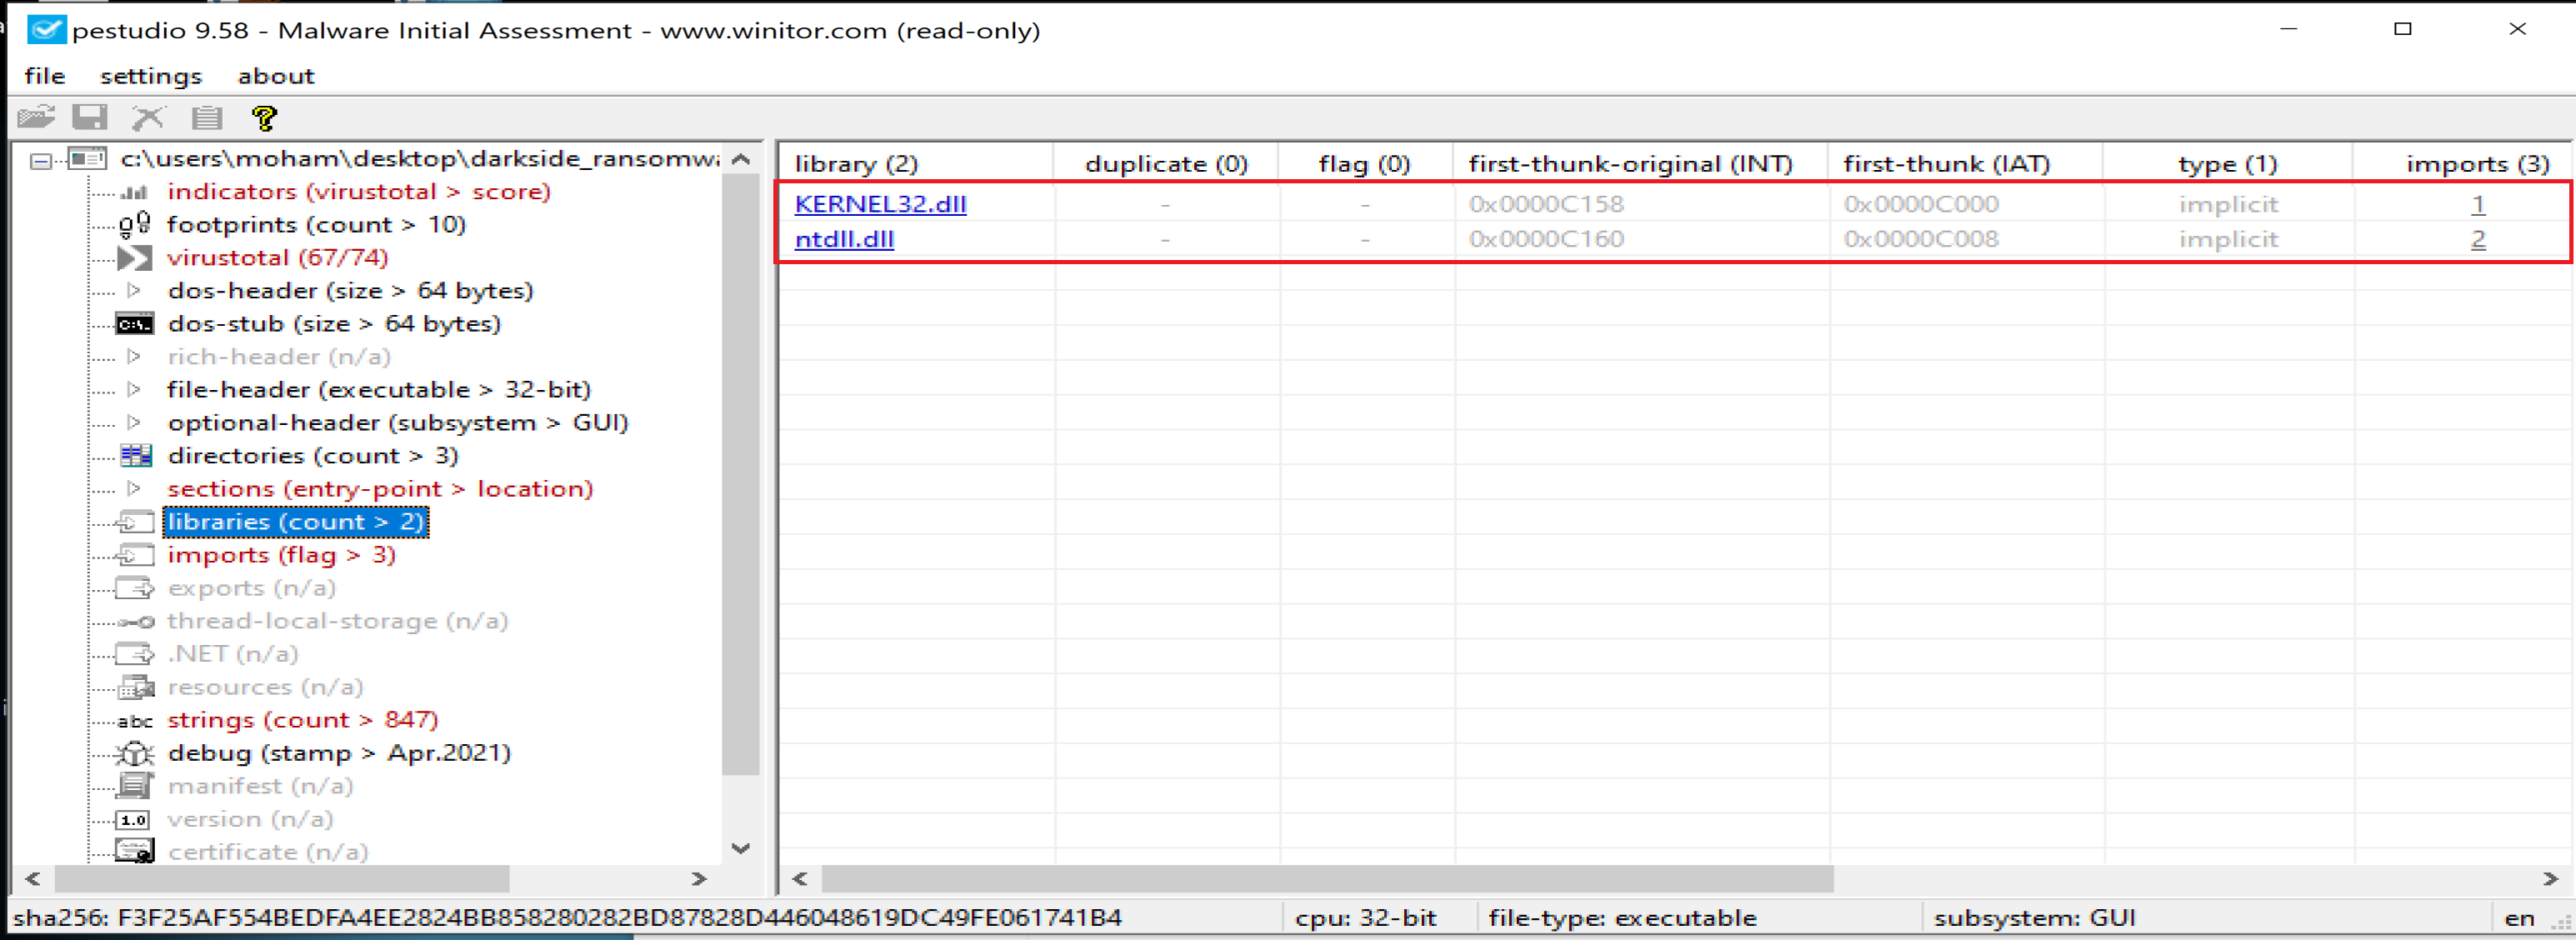 pestudio 9.58 - Malware Initial Assessment - www.winitor.com (read-only)
file settings about
c:\users\moham\desktop\darkside_ransomwa
indicators (virustotal > score)
footprints (count > 10)
virustotal (67/74)
dos-header (size > 64 bytes)
dos-stub (size > 64 bytes)
rich-header (n/a)
file-header (executable > 32-bit)
optional-header (subsystem > GUI)
directories (count > 3)
sections (entry-point > location)
libraries (count > 2)
imports (flag > 3)
exports (n/a)
thread-local-storage (n/a)
.NET (n/a)
resources (n/a)
abc strings (count > 847)
debug (stamp > Apr.2021)
manifest (n/a)
1.0 version (n/a)
certificate (n/a)
library (2) duplicate (0) flag (0) first-thunk-original (INT) first-thunk (IAT) type (1) imports (3)
KERNEL32.dll - - 0x0000C158 0x0000C000 implicit 1
ntdll.dll - - 0x0000C160 0x0000C008 implicit 2
sha256: F3F25AF554BEDFA4EE2824BB858280282BD87828D446048619DC49FE061741B4 cpu: 32-bit file-type: executable subsystem: GUI en